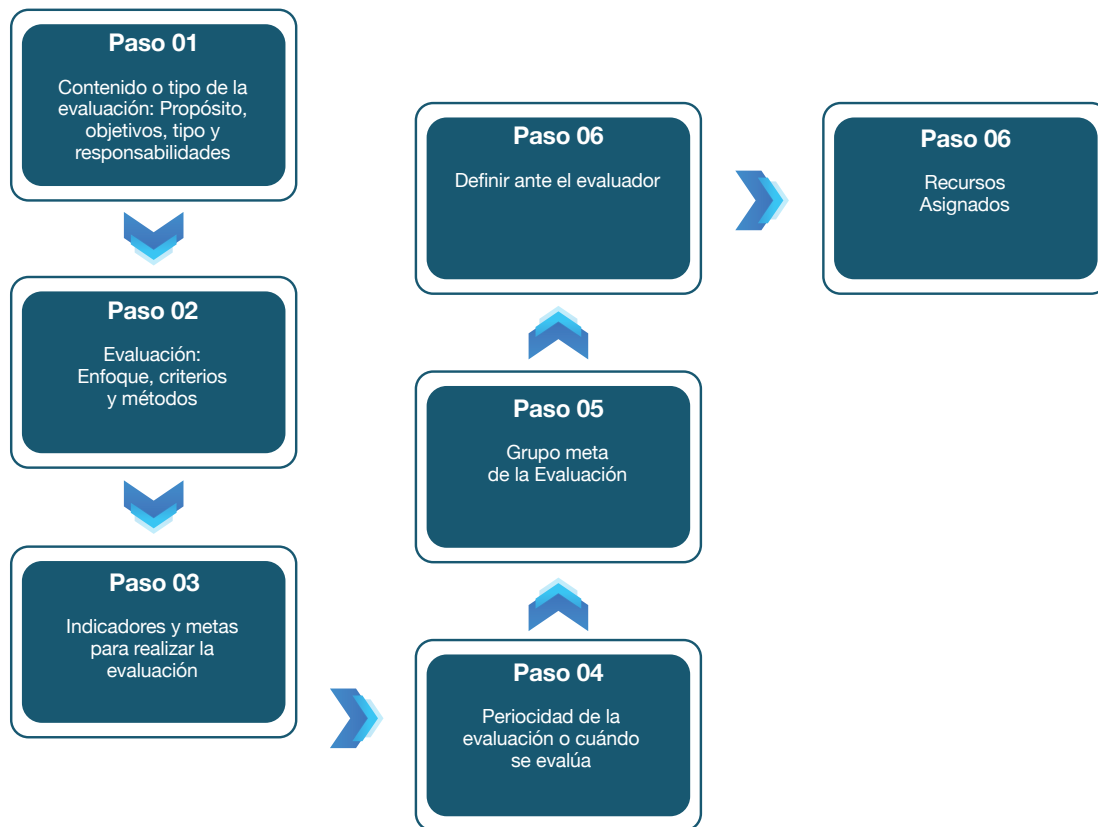 Paso 01
Contenido o tipo de la
evaluación: Propósito,
objetivos, tipo y
responsabilidades
Paso 02
Evaluación:
Enfoque, criterios
y métodos
Paso 03
Indicadores y metas
para realizar la
evaluación
Paso 04
Periocidad de la
evaluación o cuándo
se evalúa
Paso 05
Grupo meta
de la Evaluación
Paso 06
Definir ante el evaluador
Paso 06
Recursos
Asignados